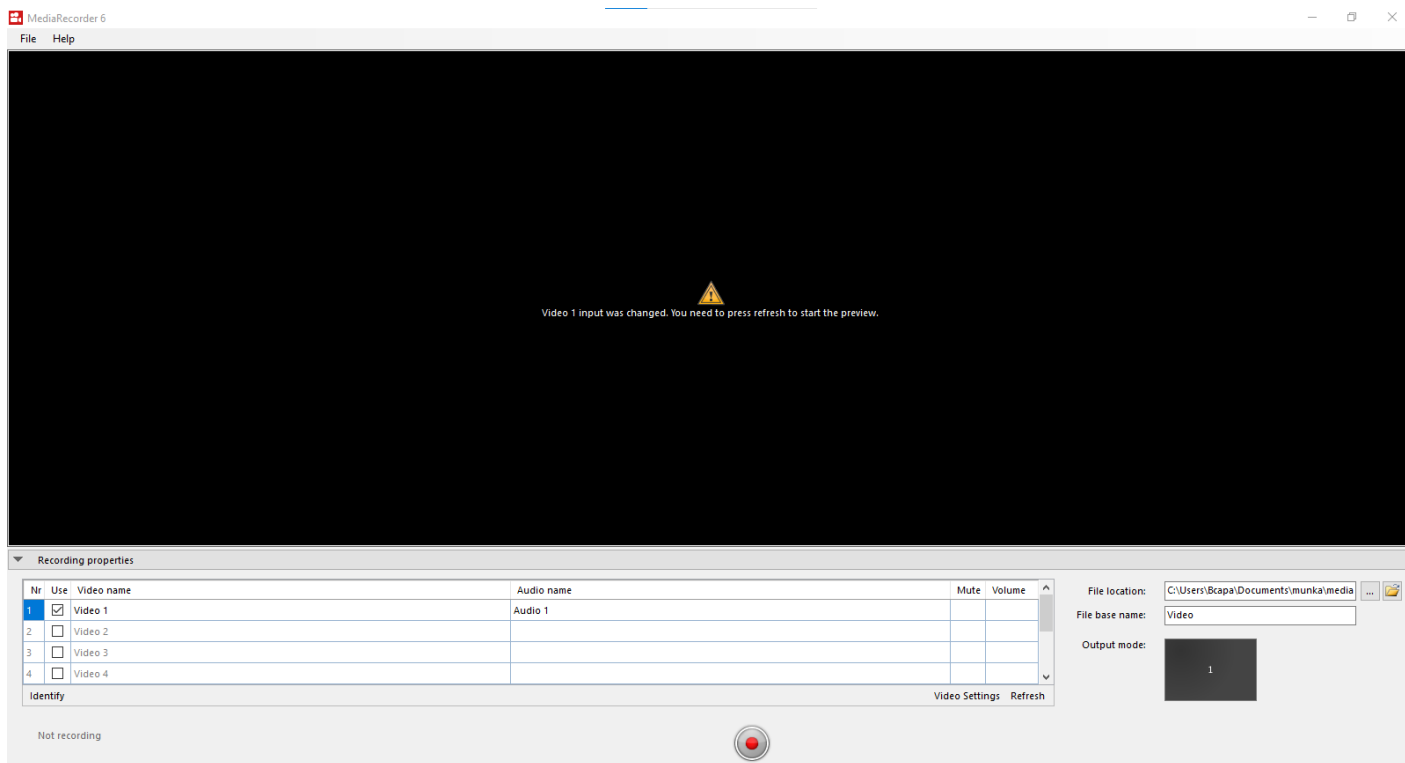 MediaRecorder 6
File Help
Video 1 input was changed. You need to press refresh to start the preview.
Recording properties
Nr Use Video name Audio name Mute Volume
1 Video 1 Audio 1
2 Video 2
3 Video 3
4 Video 4
Identify Video Settings Refresh
File location: C:\Users\Bcapa\Documents\munka\media ...
File base name: Video
Output mode: 1
Not recording